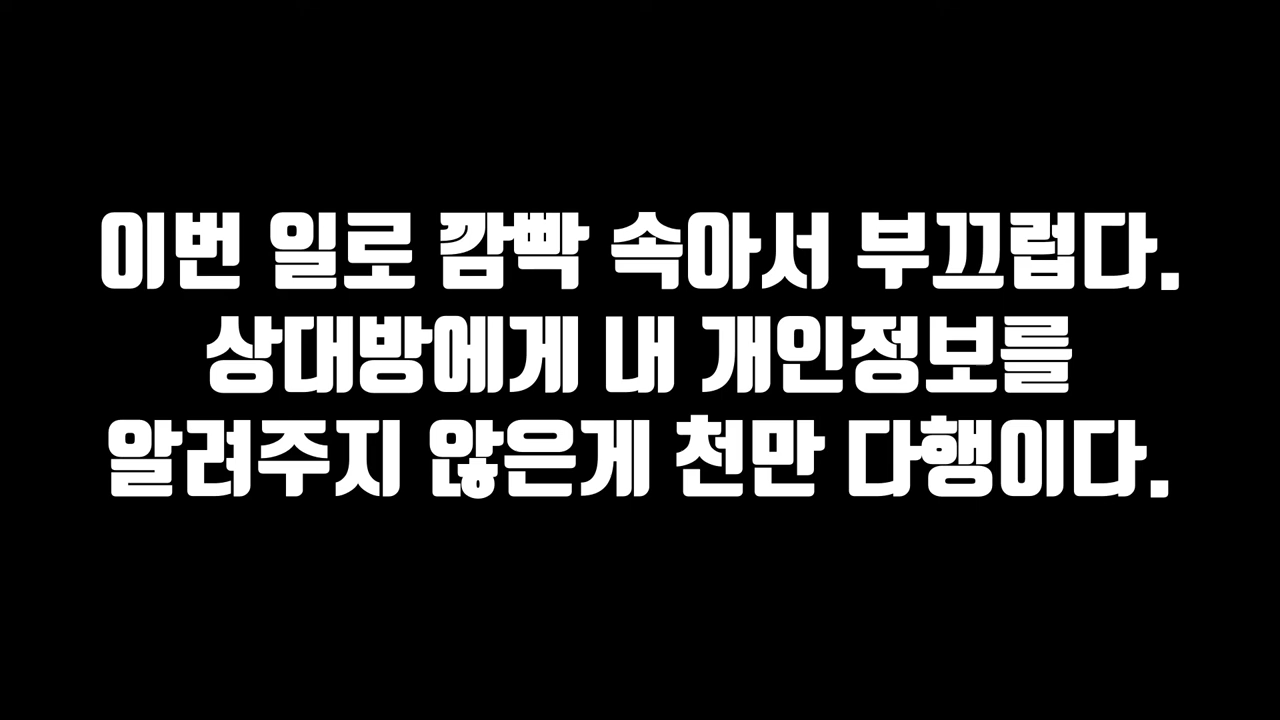 이번 일로 깜빡 속아서 부끄럽다.
상대방에게 내 개인정보를
알려주지 않은게 천만 다행이다.